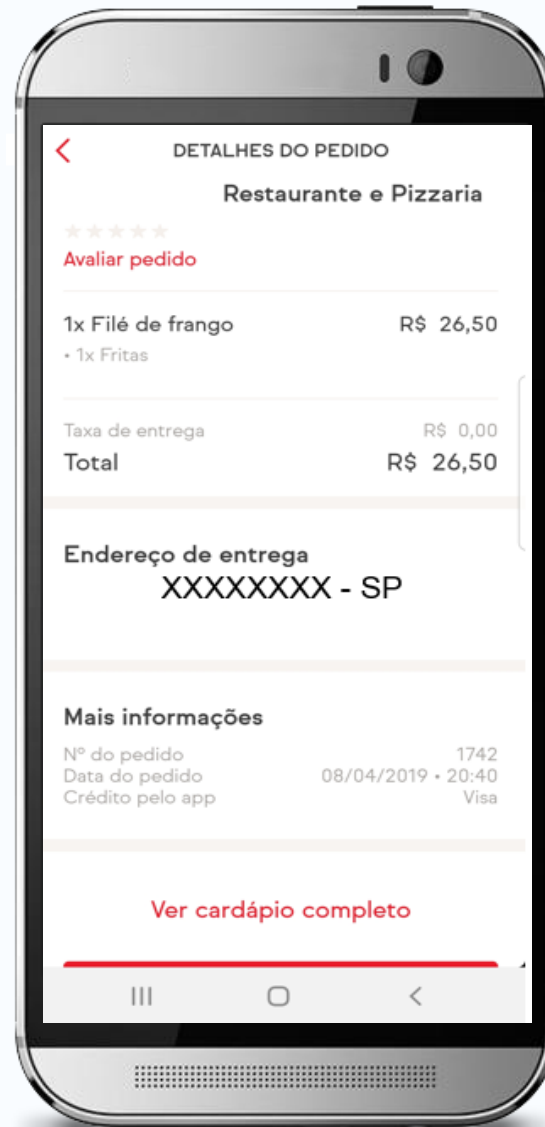 DETALHES DO PEDIDO
Restaurante e Pizzaria
Avaliar pedido
1x Filé de frango R$ 26,50
• 1x Fritas
Taxa de entrega R$ 0,00
Total R$ 26,50
Endereço de entrega
XXXXXXXX - SP
Mais informações
Nº do pedido 1742
Data do pedido 08/04/2019 • 20:40
Crédito pelo app Visa
Ver cardápio completo